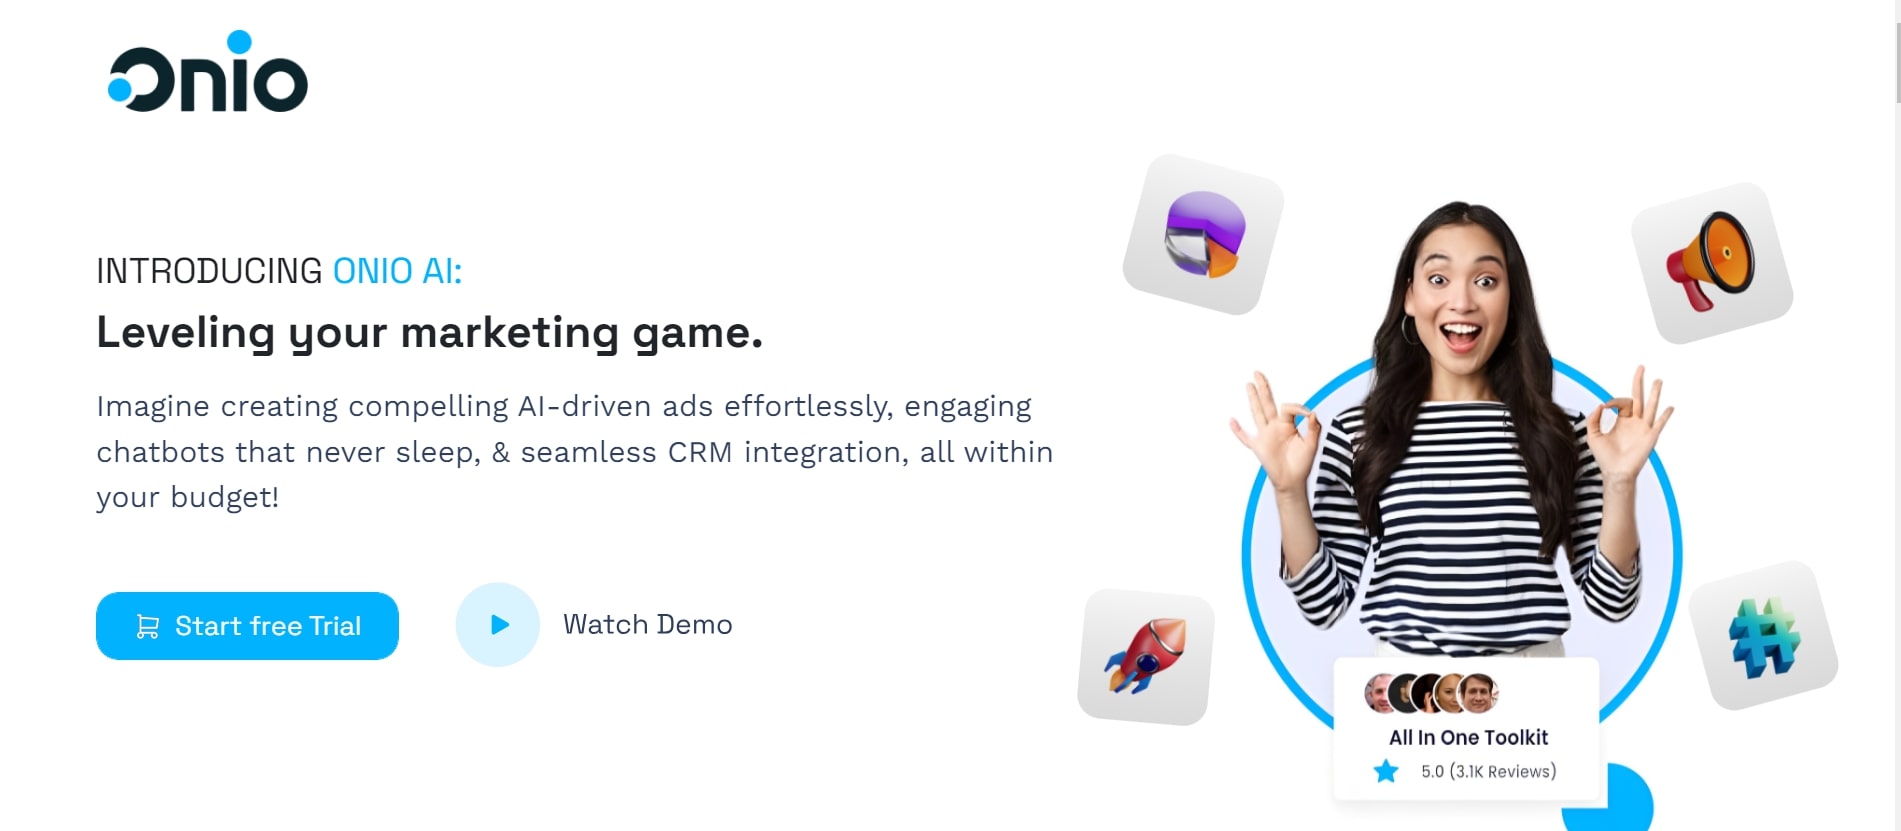 Onio
INTRODUCING ONIO AI:
Leveling your marketing game.
Imagine creating compelling AI-driven ads effortlessly, engaging
chatbots that never sleep, & seamless CRM integration, all within
your budget!
Start free Trial
Watch Demo
All In One Toolkit
5.0 (3.1K Reviews)